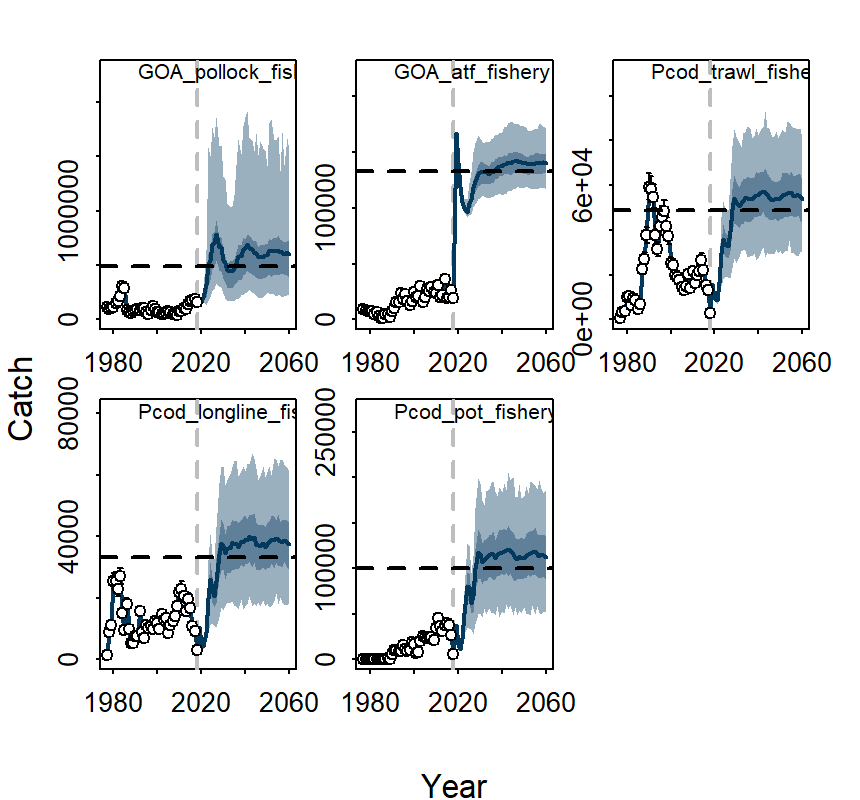 GOA_pollock_fis
GOA_atf_fishery
Pcod_trawl_fishe
0
1000000
1980
2020
2060
0
100000
1980
2020
2060
0e+00
6e+04
1980
2020
2060
Catch
Pcod_longline_fis
Pcod_pot_fishery
0
40000
80000
1980
2020
2060
0
100000
250000
1980
2020
2060
Year